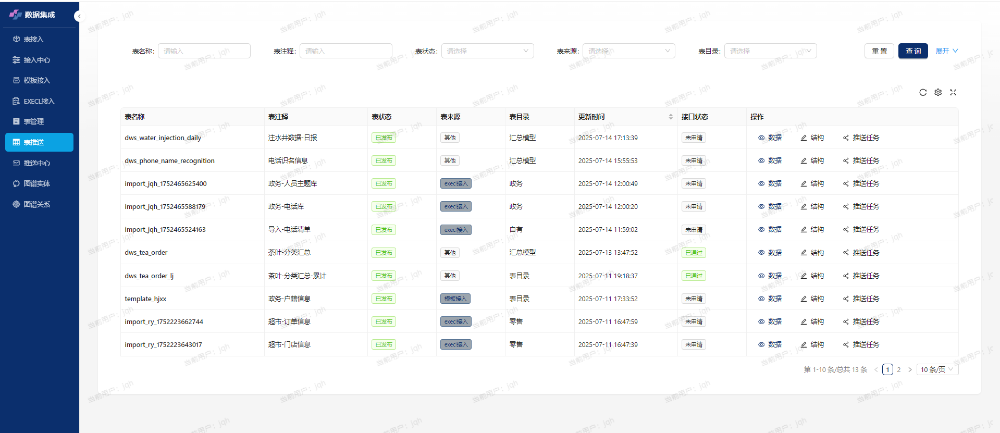 数据集成
表接入
接入中心
模板接入
EXECL接入
表管理
表推送
推送中心
图谱实体
图谱关系
表名称: 请输入 表注释: 请输入 表状态: 请选择 表来源: 请选择 表目录: 请选择 重置 查询 展开
表名称 表注释 表状态 表来源 表目录 更新时间 接口状态 操作
dws_water_injection_daily 注水井数据-日报 已发布 其他 汇总模型 2025-07-14 17:13:39 未申请 数据 结构 推送任务
dws_phone_name_recognition 电话识名信息 已发布 其他 汇总模型 2025-07-14 15:55:53 未申请 数据 结构 推送任务
import_jqh_1752465625400 政务-人员主题库 已发布 execl接入 政务 2025-07-14 12:00:49 未申请 数据 结构 推送任务
import_jqh_1752465588179 政务-电话库 已发布 execl接入 政务 2025-07-14 12:00:20 未申请 数据 结构 推送任务
import_jqh_1752465524163 导入-电话清单 已发布 execl接入 自有 2025-07-14 11:59:02 未申请 数据 结构 推送任务
dws_tea_order 茶叶-分类汇总 已发布 其他 汇总模型 2025-07-13 13:47:52 已通过 数据 结构 推送任务
dws_tea_order_lj 茶叶-分类汇总-累计 已发布 其他 表目录 2025-07-11 19:18:37 已通过 数据 结构 推送任务
template_hjxx 政务-户籍信息 已发布 模板接入 表目录 2025-07-11 17:33:52 未申请 数据 结构 推送任务
import_ry_1752223662744 超市-订单信息 已发布 execl接入 零售 2025-07-11 16:47:59 未申请 数据 结构 推送任务
import_ry_1752223643017 超市-门店信息 已发布 execl接入 零售 2025-07-11 16:47:39 未申请 数据 结构 推送任务
第 1-10 条/总共 13 条 1 2 10 条/页
当前用户：jqh